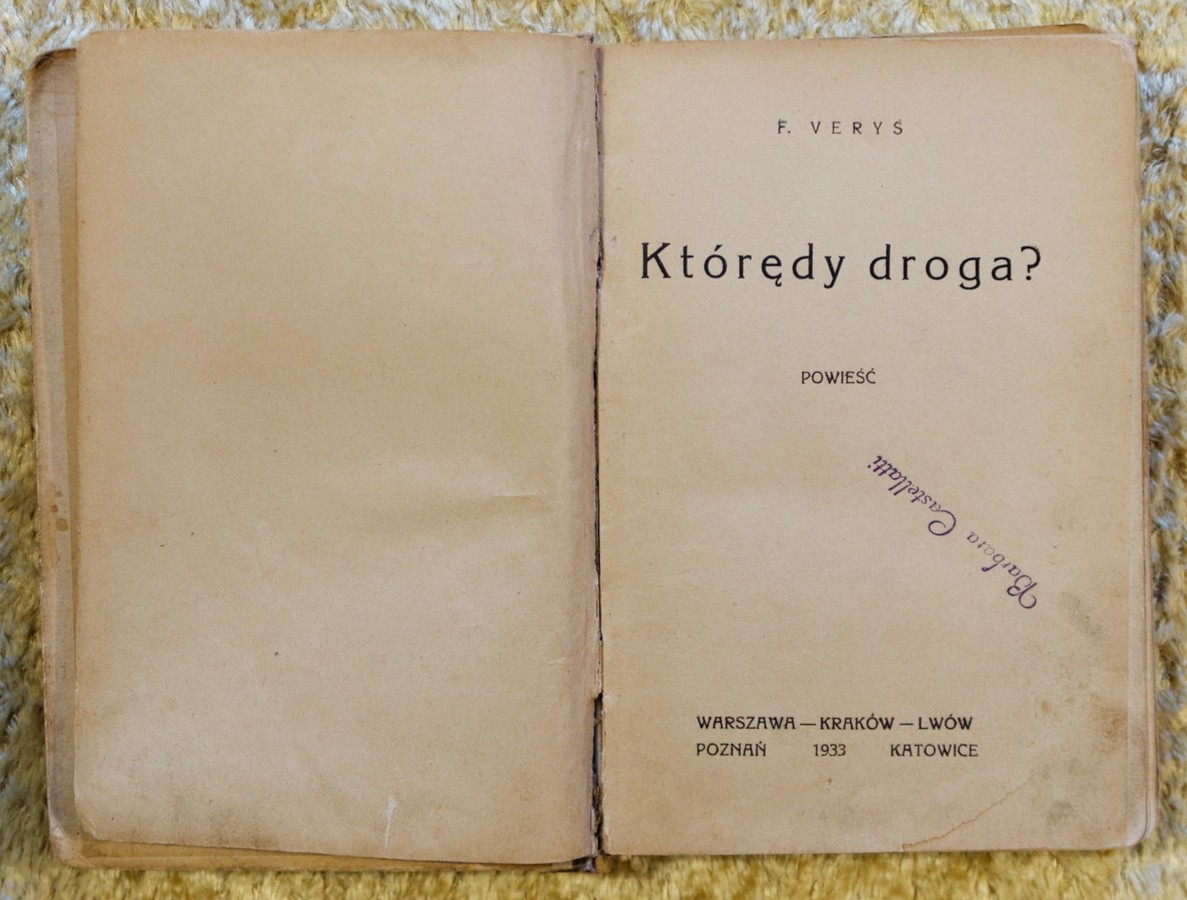 F. VERYŚ
Którędy droga?
POWIEŚĆ
Barbara Castellatti
WARSZAWA — KRAKÓW — LWÓW
POZNAŃ 1933 KATOWICE